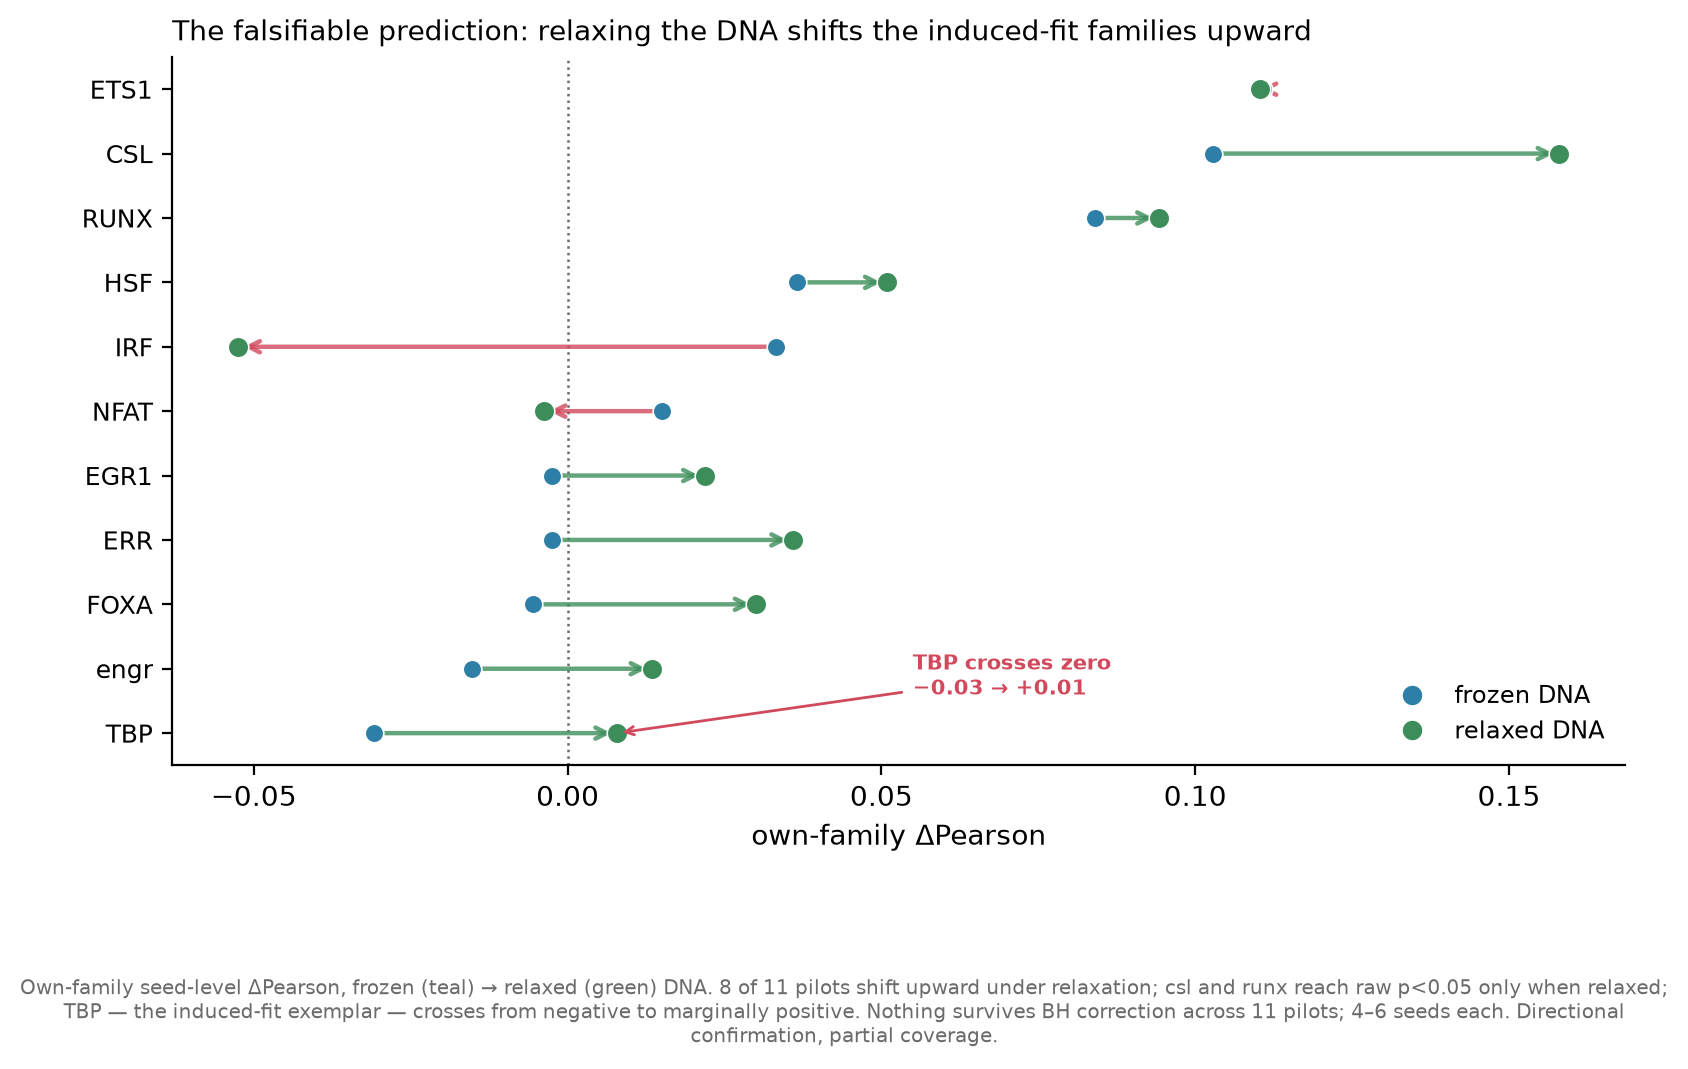 The falsifiable prediction: relaxing the DNA shifts the induced-fit families upward
ETS1
CSL
RUNX
HSF
IRF
NFAT
EGR1
ERR
FOXA
engr
TBP
TBP crosses zero
−0.03 → +0.01
frozen DNA
relaxed DNA
−0.05
0.00
0.05
0.10
0.15
own-family ΔPearson
Own-family seed-level ΔPearson, frozen (teal) → relaxed (green) DNA. 8 of 11 pilots shift upward under relaxation; csl and runx reach raw p<0.05 only when relaxed;
TBP — the induced-fit exemplar — crosses from negative to marginally positive. Nothing survives BH correction across 11 pilots; 4–6 seeds each. Directional
confirmation, partial coverage.